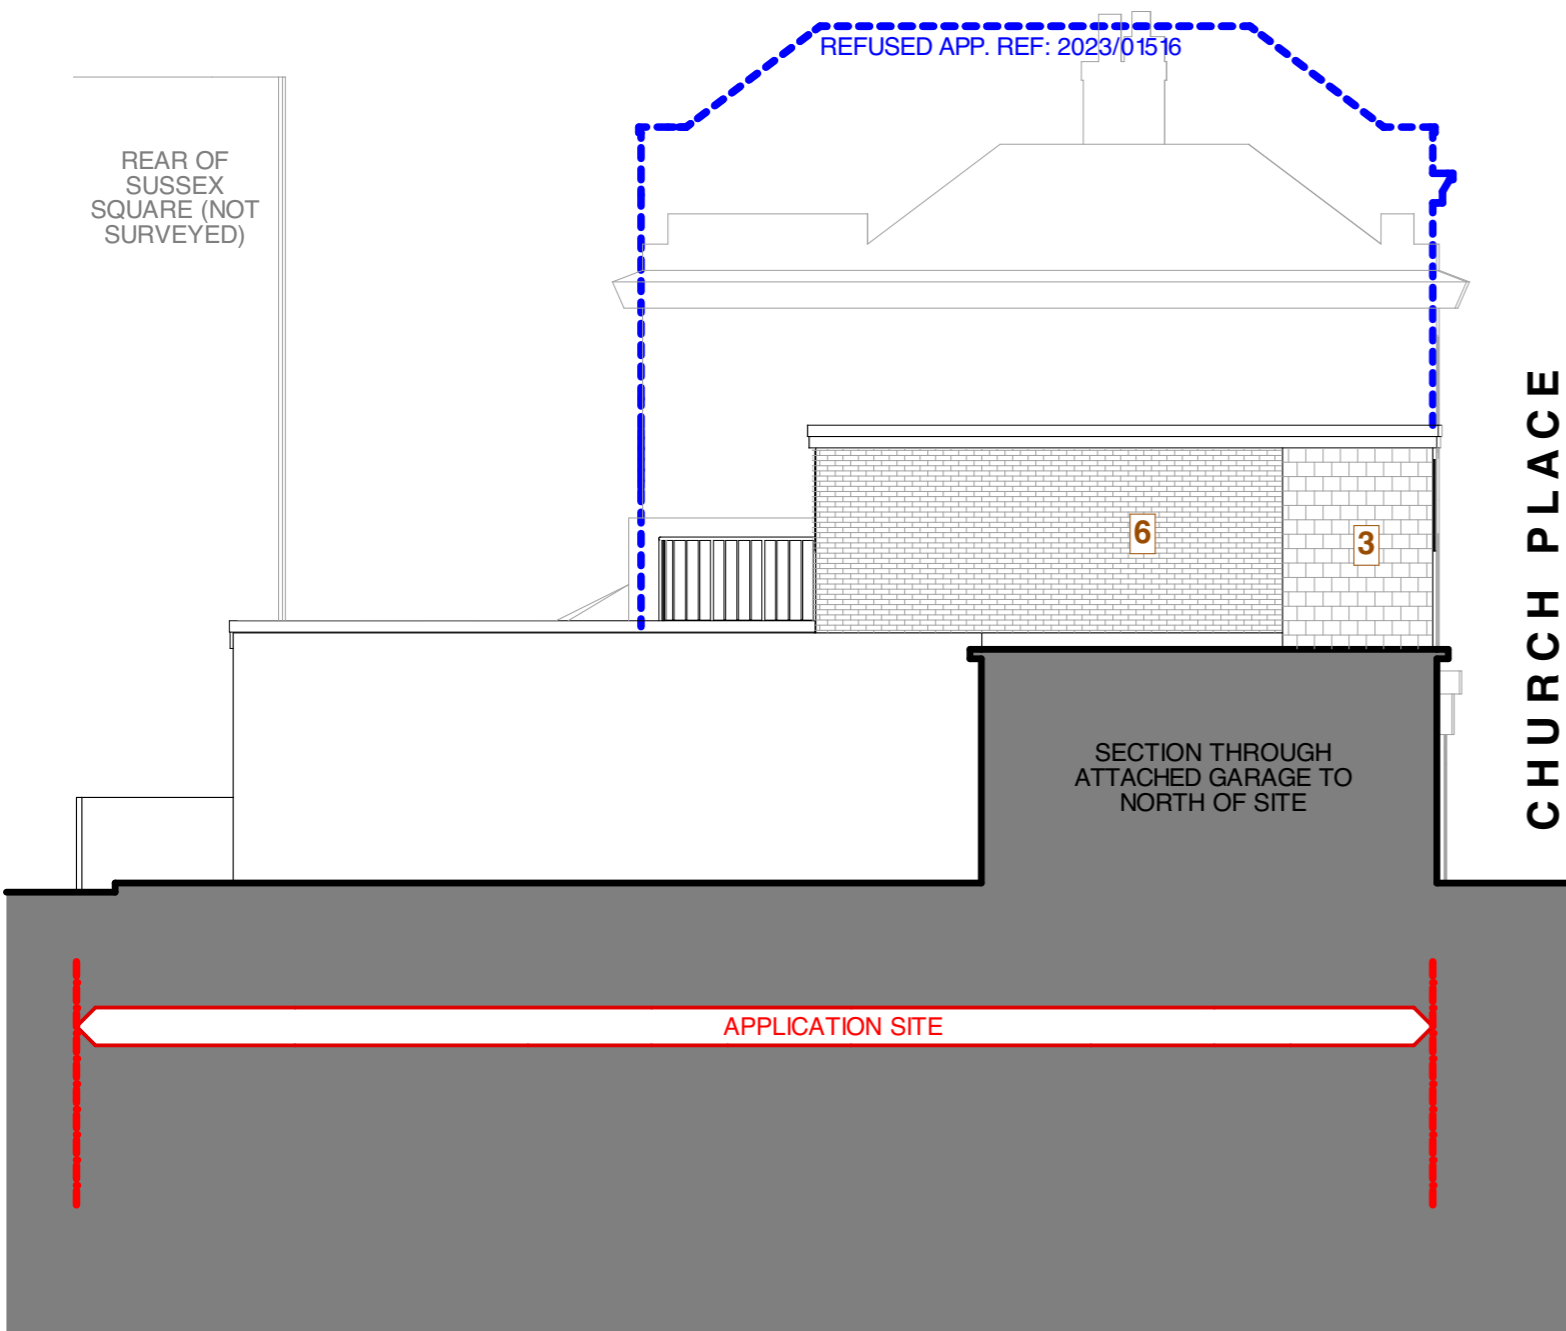 REFUSED APP. REF: 2023/01516
REAR OF
SUSSEX
SQUARE (NOT
SURVEYED)
6
3
CHURCH PLACE
SECTION THROUGH
ATTACHED GARAGE TO
NORTH OF SITE
APPLICATION SITE